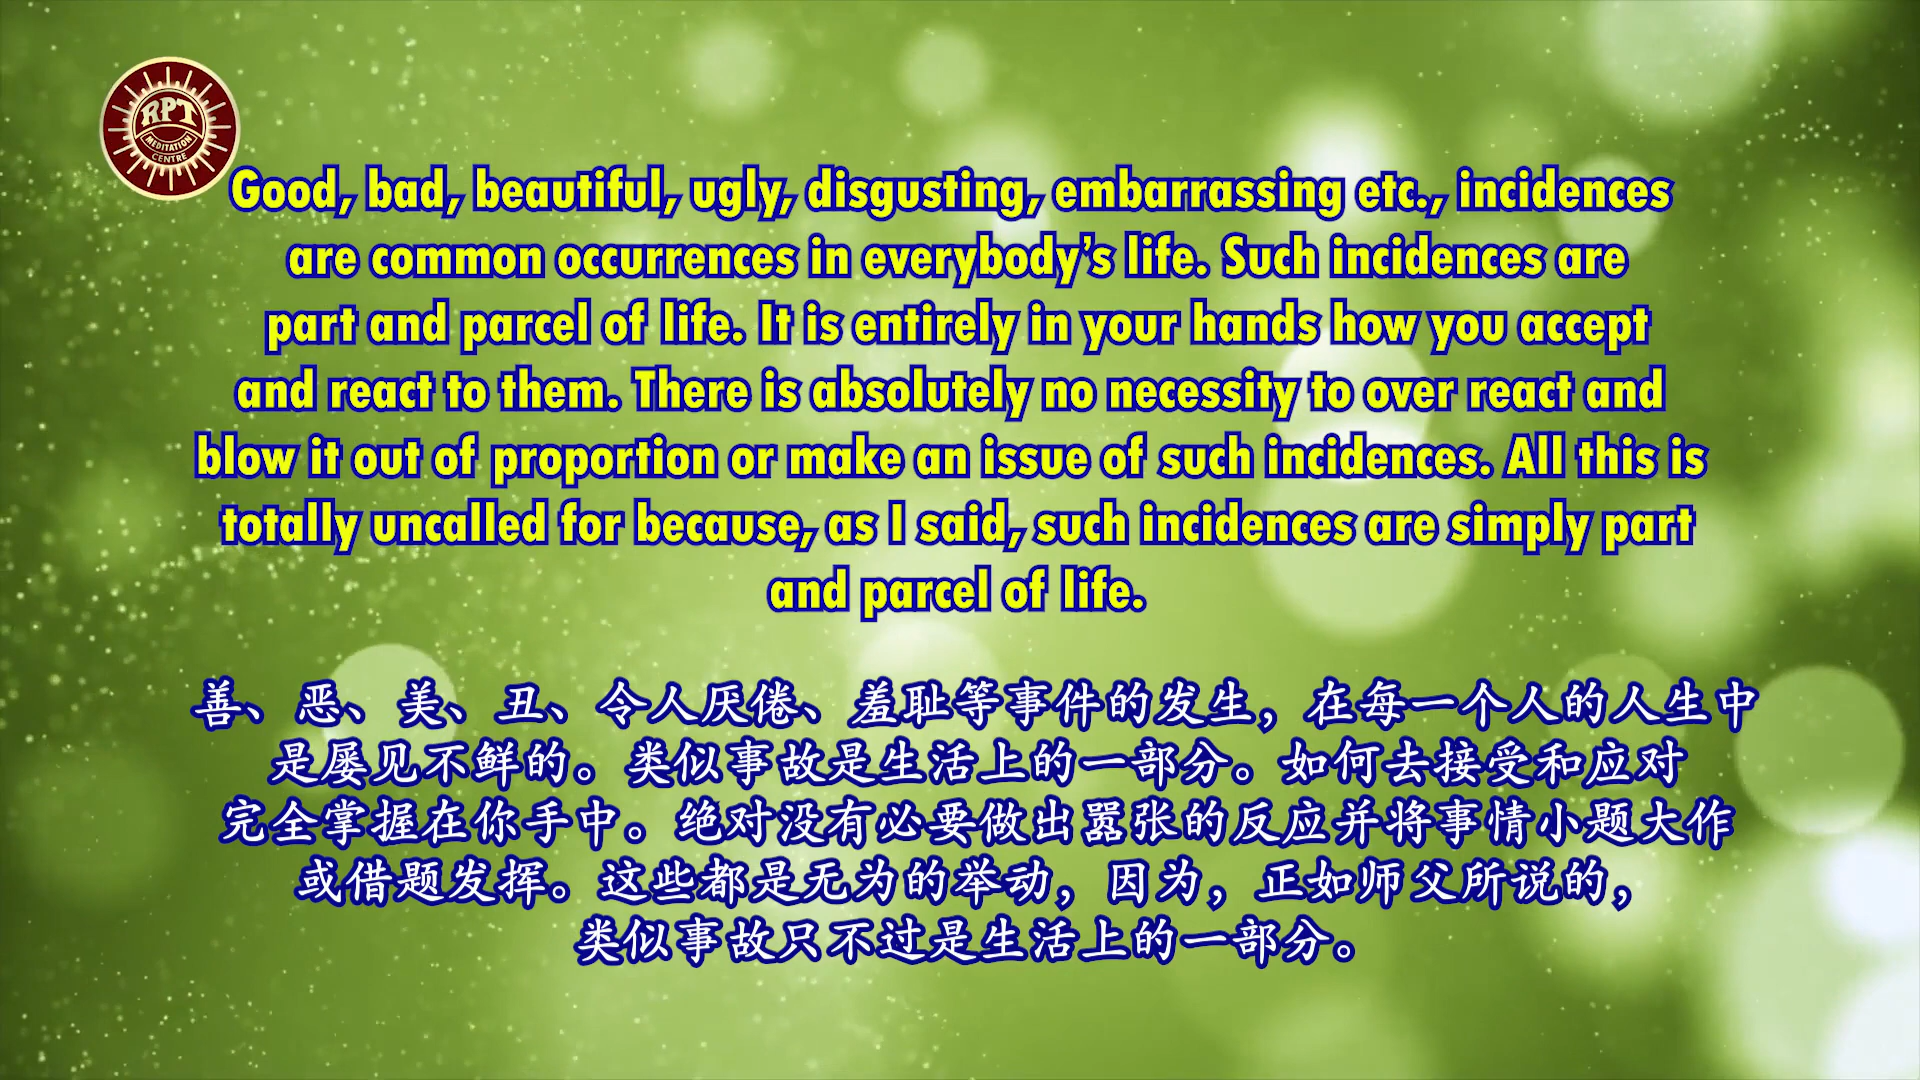 RPT
MEDITATION
CENTRE
Good, bad, beautiful, ugly, disgusting, embarrassing etc., incidences
are common occurrences in everybody’s life. Such incidences are
part and parcel of life. It is entirely in your hands how you accept
and react to them. There is absolutely no necessity to over react and
blow it out of proportion or make an issue of such incidences. All this is
totally uncalled for because, as I said, such incidences are simply part
and parcel of life.
善、恶、美、丑、令人厌倦、羞耻等事件的发生，在每一个人的人生中
是屡见不鲜的。类似事故是生活上的一部分。如何去接受和应对
完全掌握在你手中。绝对没有必要做出嚣张的反应并将事情小题大作
或借题发挥。这些都是无为的举动，因为，正如师父所说的，
类似事故只不过是生活上的一部分。